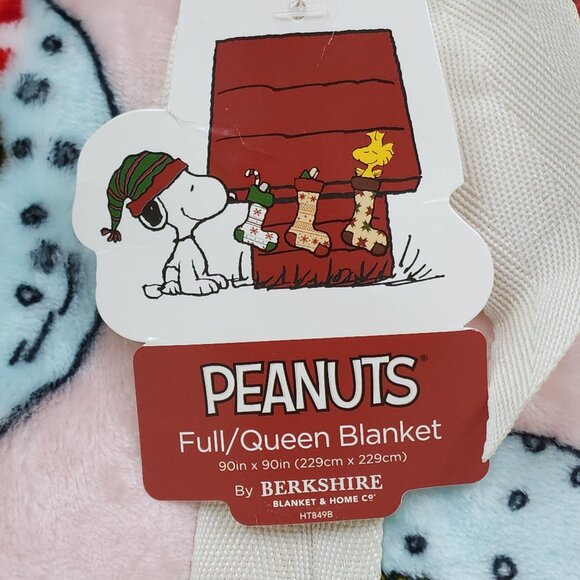 PEANUTS®
Full/Queen Blanket
90in x 90in (229cm x 229cm)
By BERKSHIRE
BLANKET & HOME CO®
HT849B